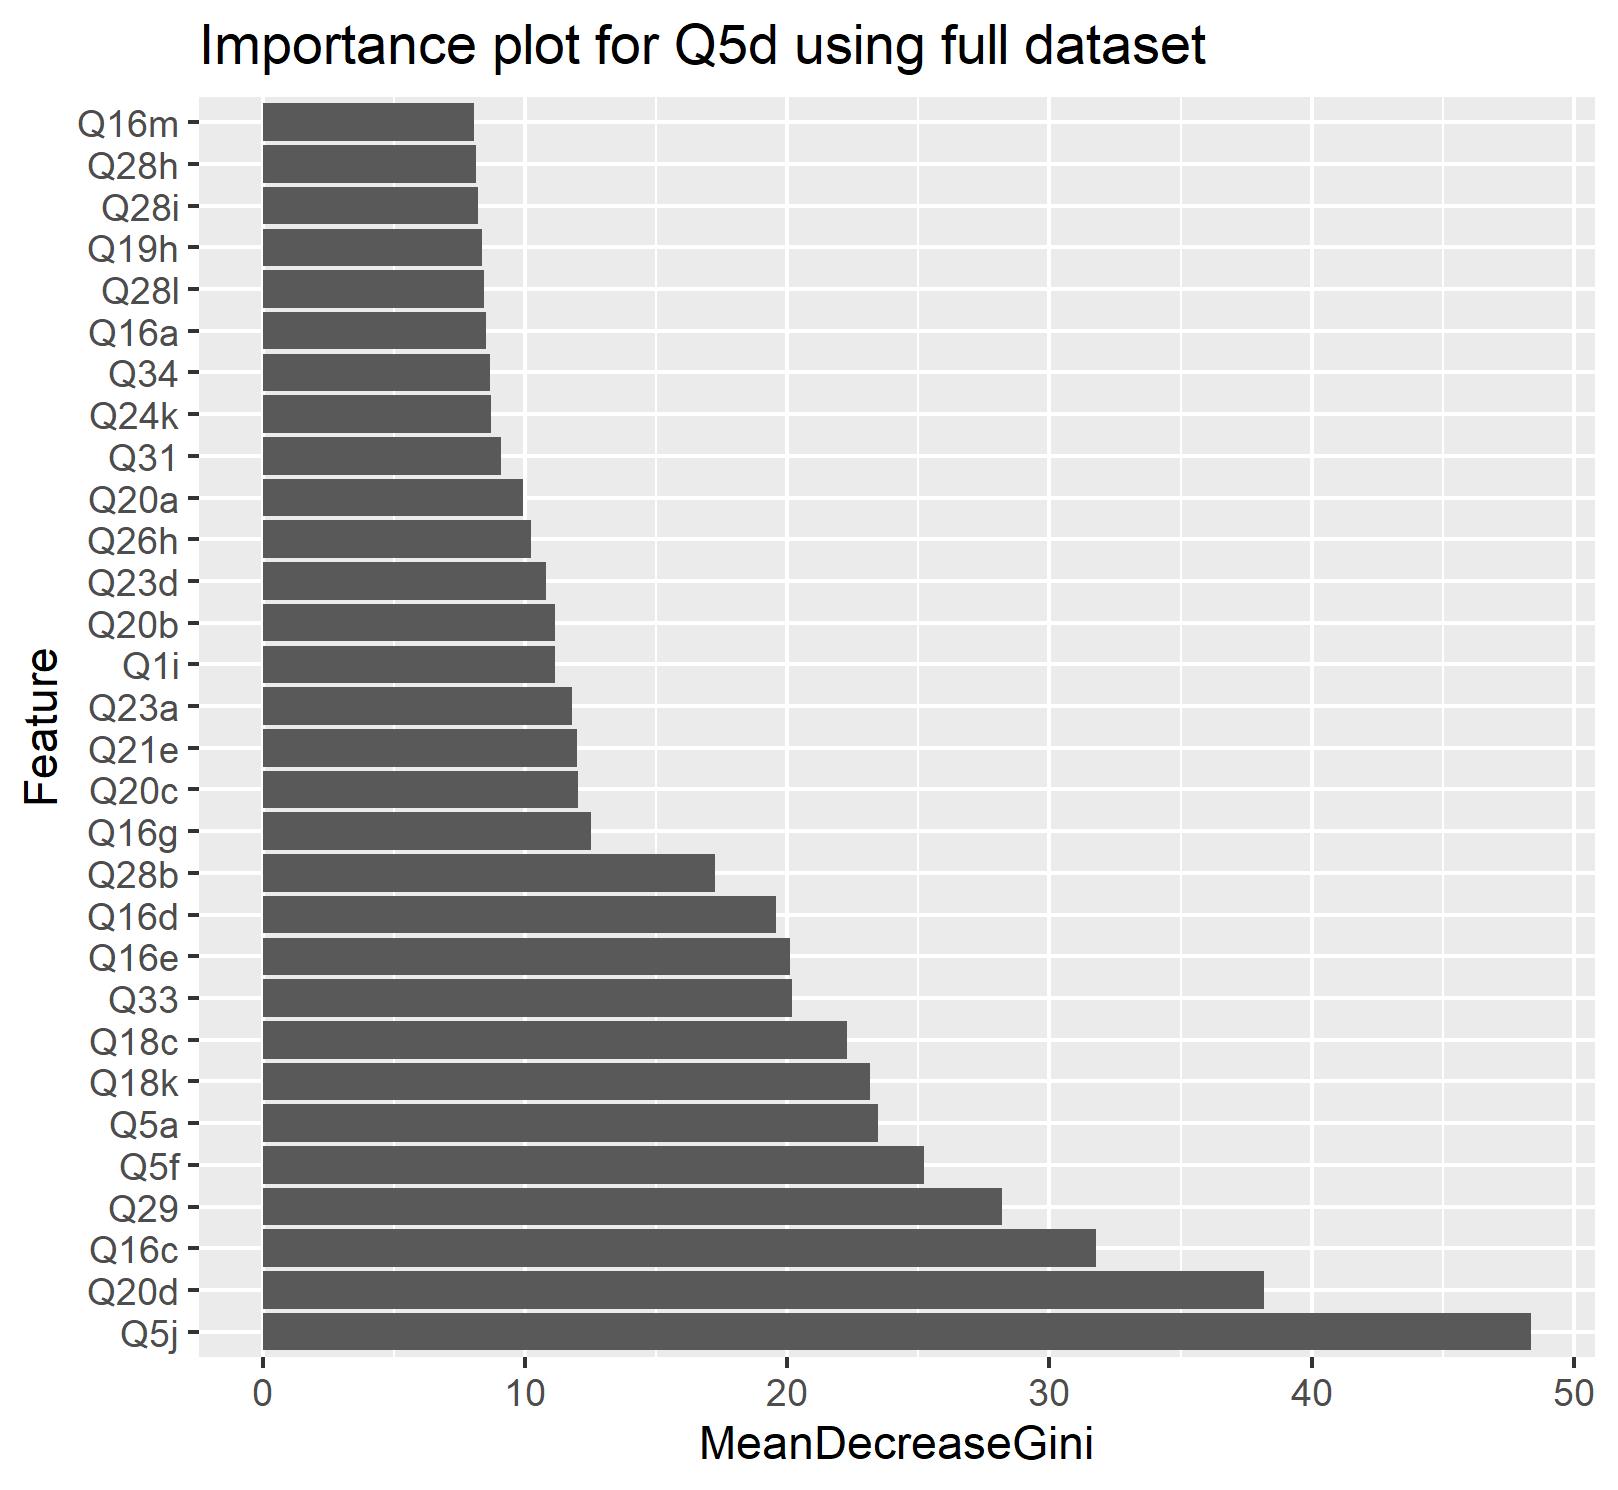 Importance plot for Q5d using full dataset
Feature
Q16m
Q28h
Q28i
Q19h
Q28l
Q16a
Q34
Q24k
Q31
Q20a
Q26h
Q23d
Q20b
Q1i
Q23a
Q21e
Q20c
Q16g
Q28b
Q16d
Q16e
Q33
Q18c
Q18k
Q5a
Q5f
Q29
Q16c
Q20d
Q5j
0 10 20 30 40 50
MeanDecreaseGini